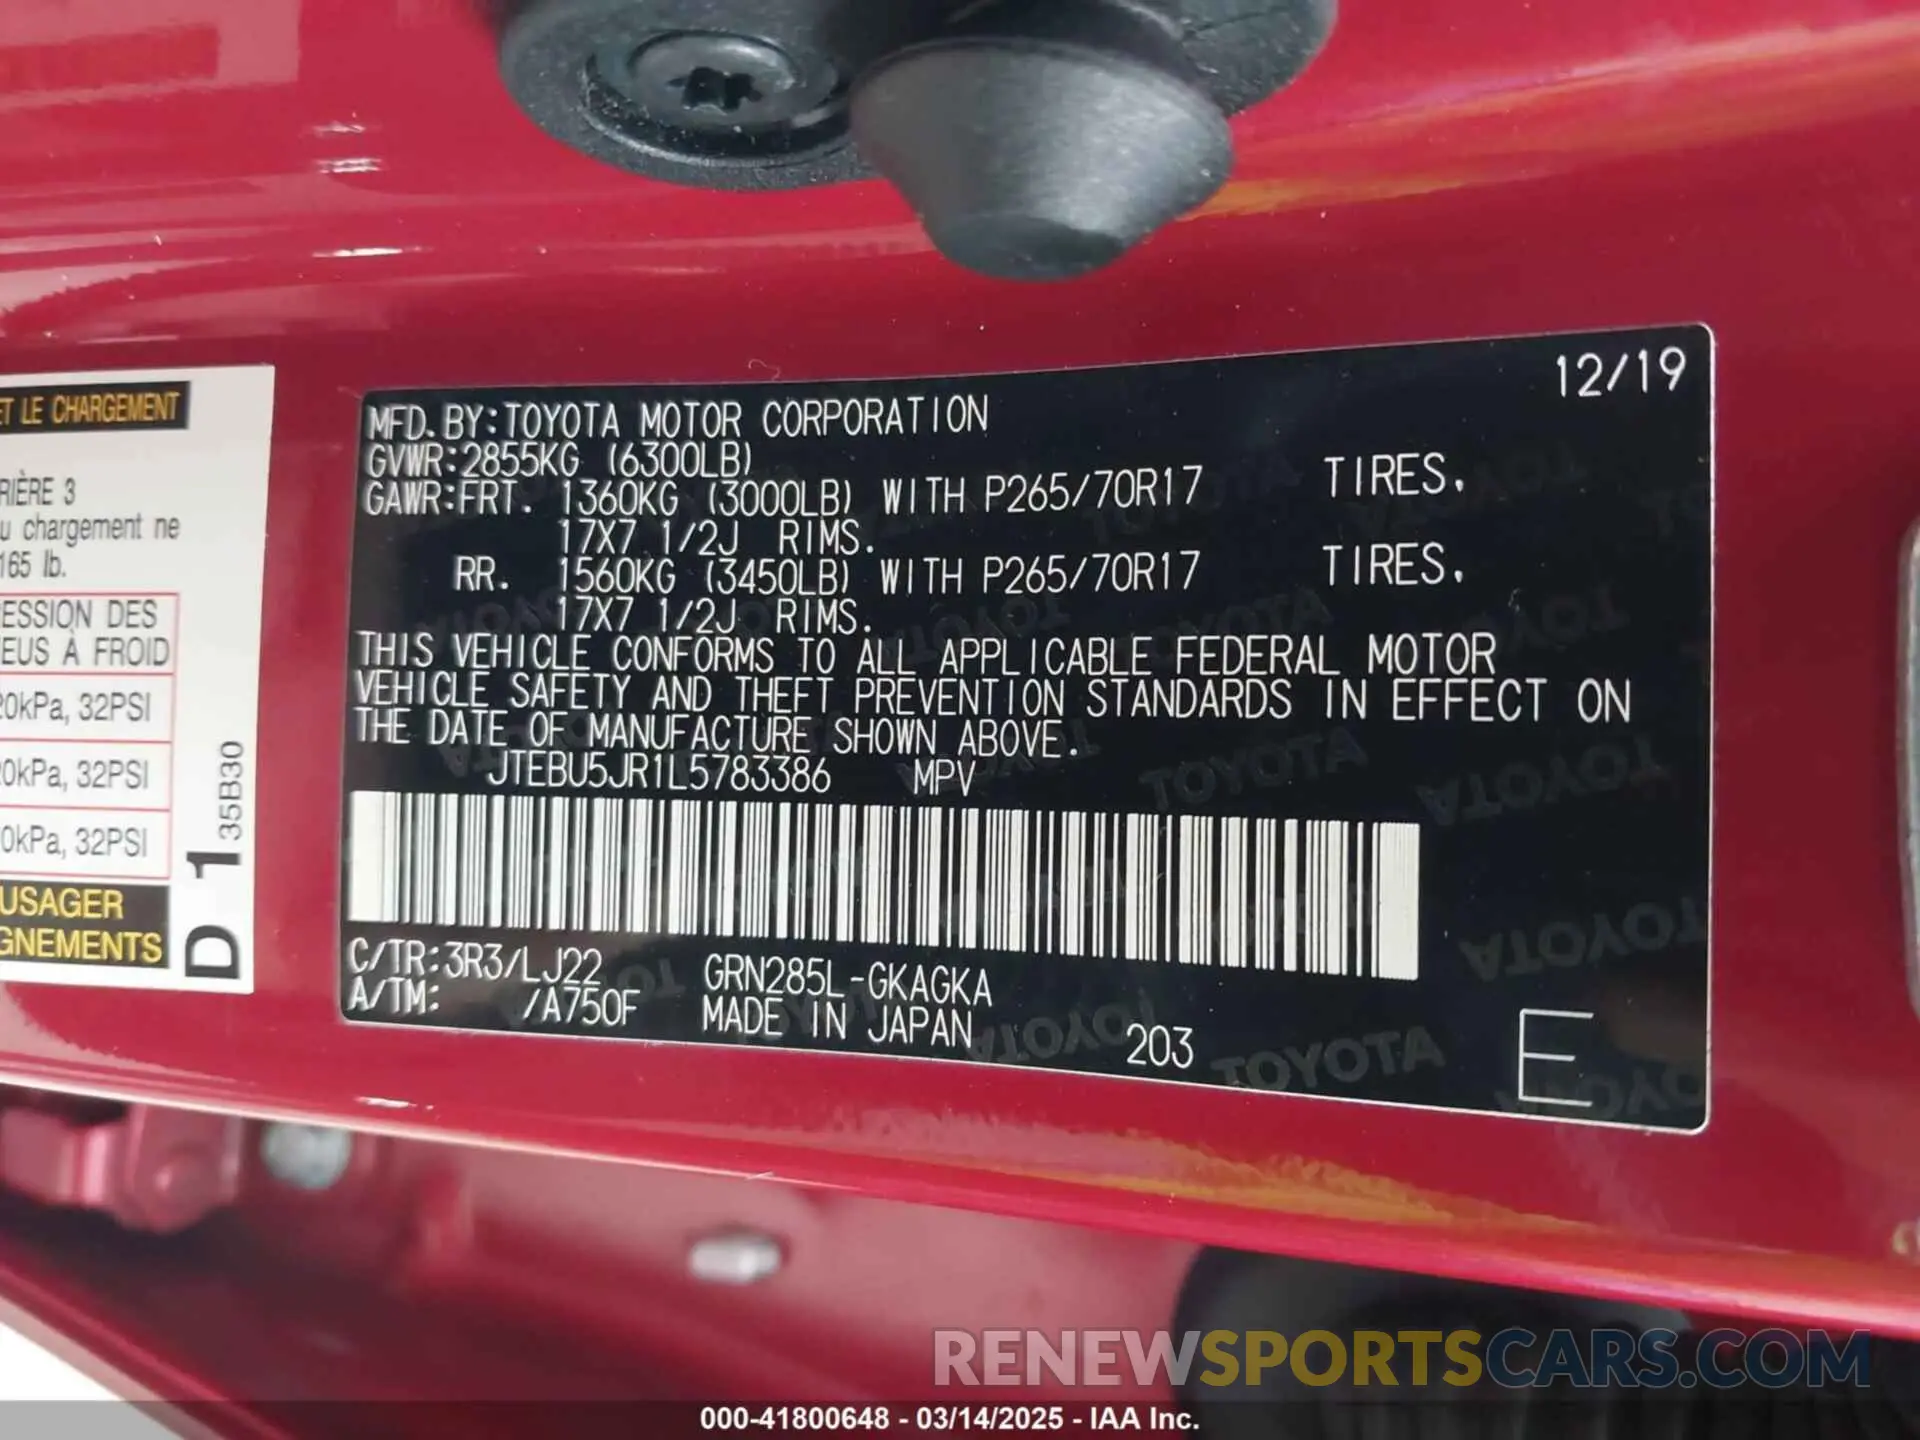 ET LE CHARGEMENT
RIÈRE 3
u chargement ne
165 lb.
ESSION DES
EUS À FROID
20kPa, 32PSI
20kPa, 32PSI
0kPa, 32PSI
USAGER
GNEMENTS
D 1 35B30
12/19
MFD.BY:TOYOTA MOTOR CORPORATION
GVWR:2855KG (6300LB)
GAWR:FRT. 1360KG (3000LB) WITH P265/70R17 TIRES.
17X7 1/2J RIMS.
RR. 1560KG (3450LB) WITH P265/70R17 TIRES.
17X7 1/2J RIMS.
THIS VEHICLE CONFORMS TO ALL APPLICABLE FEDERAL MOTOR
VEHICLE SAFETY AND THEFT PREVENTION STANDARDS IN EFFECT ON
THE DATE OF MANUFACTURE SHOWN ABOVE.
JTEBU5JR1L5783386 MPV
C/TR:3R3/LJ22 GRN285L-GKAGKA
A/TM: /A750F MADE IN JAPAN 203
E
RENEWSPORTSCARS.COM
000-41800648 - 03/14/2025 - IAA Inc.